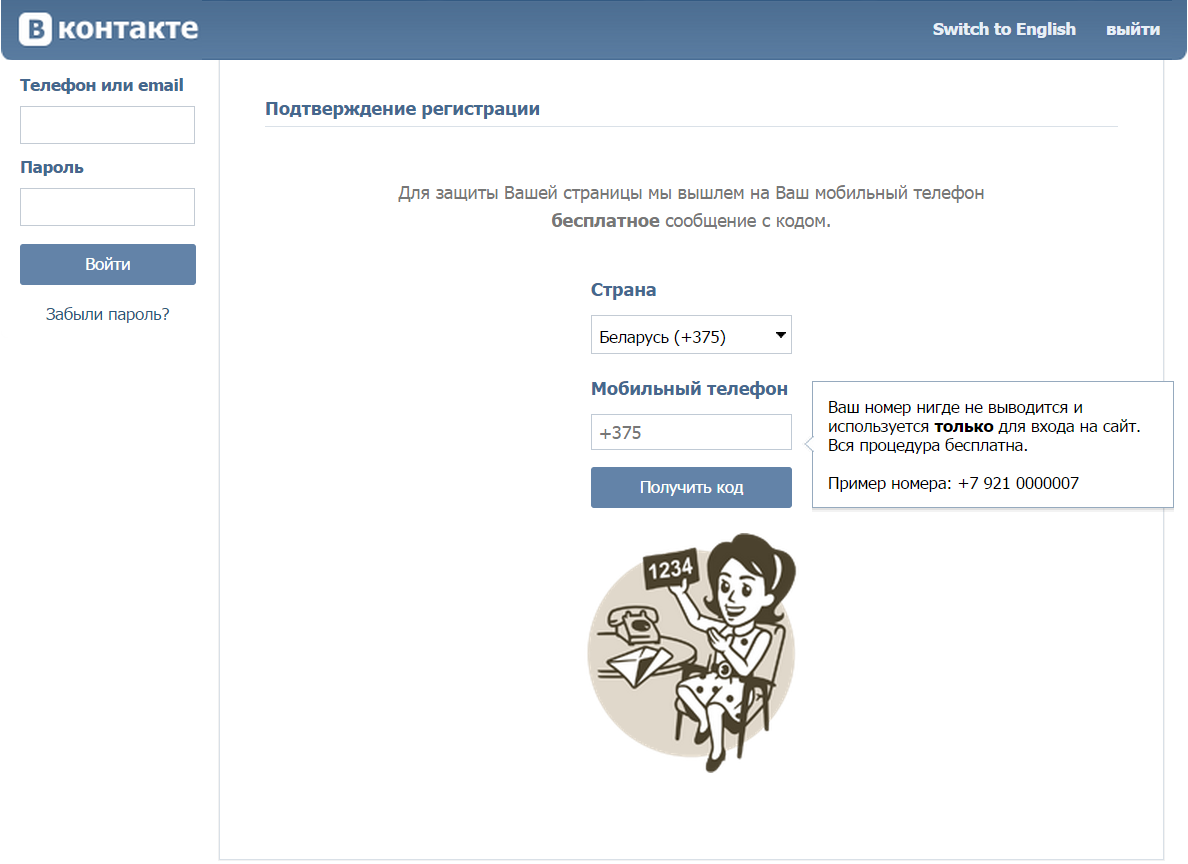 В контакте
Switch to English
выйти
Телефон или email
Пароль
Войти
Забыли пароль?
Подтверждение регистрации
Для защиты Вашей страницы мы вышлем на Ваш мобильный телефон
бесплатное сообщение с кодом.
Страна
Беларусь (+375)
Мобильный телефон
+375
Получить код
Ваш номер нигде не выводится и
используется только для входа на сайт.
Вся процедура бесплатна.
Пример номера: +7 921 0000007
1234